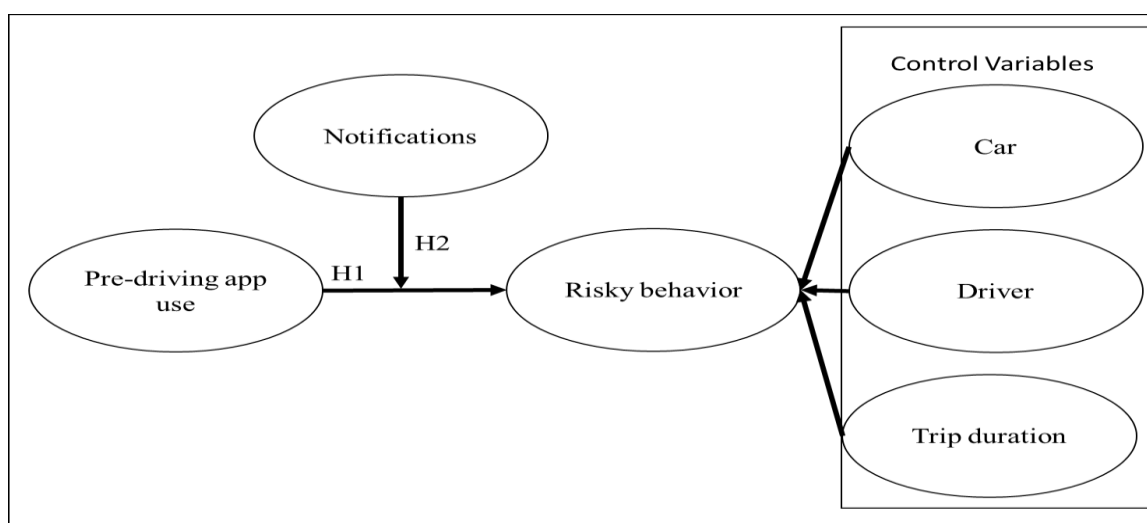 Control Variables
Notifications
Car
H2
H1
Pre-driving app
use
Risky behavior
Driver
Trip duration